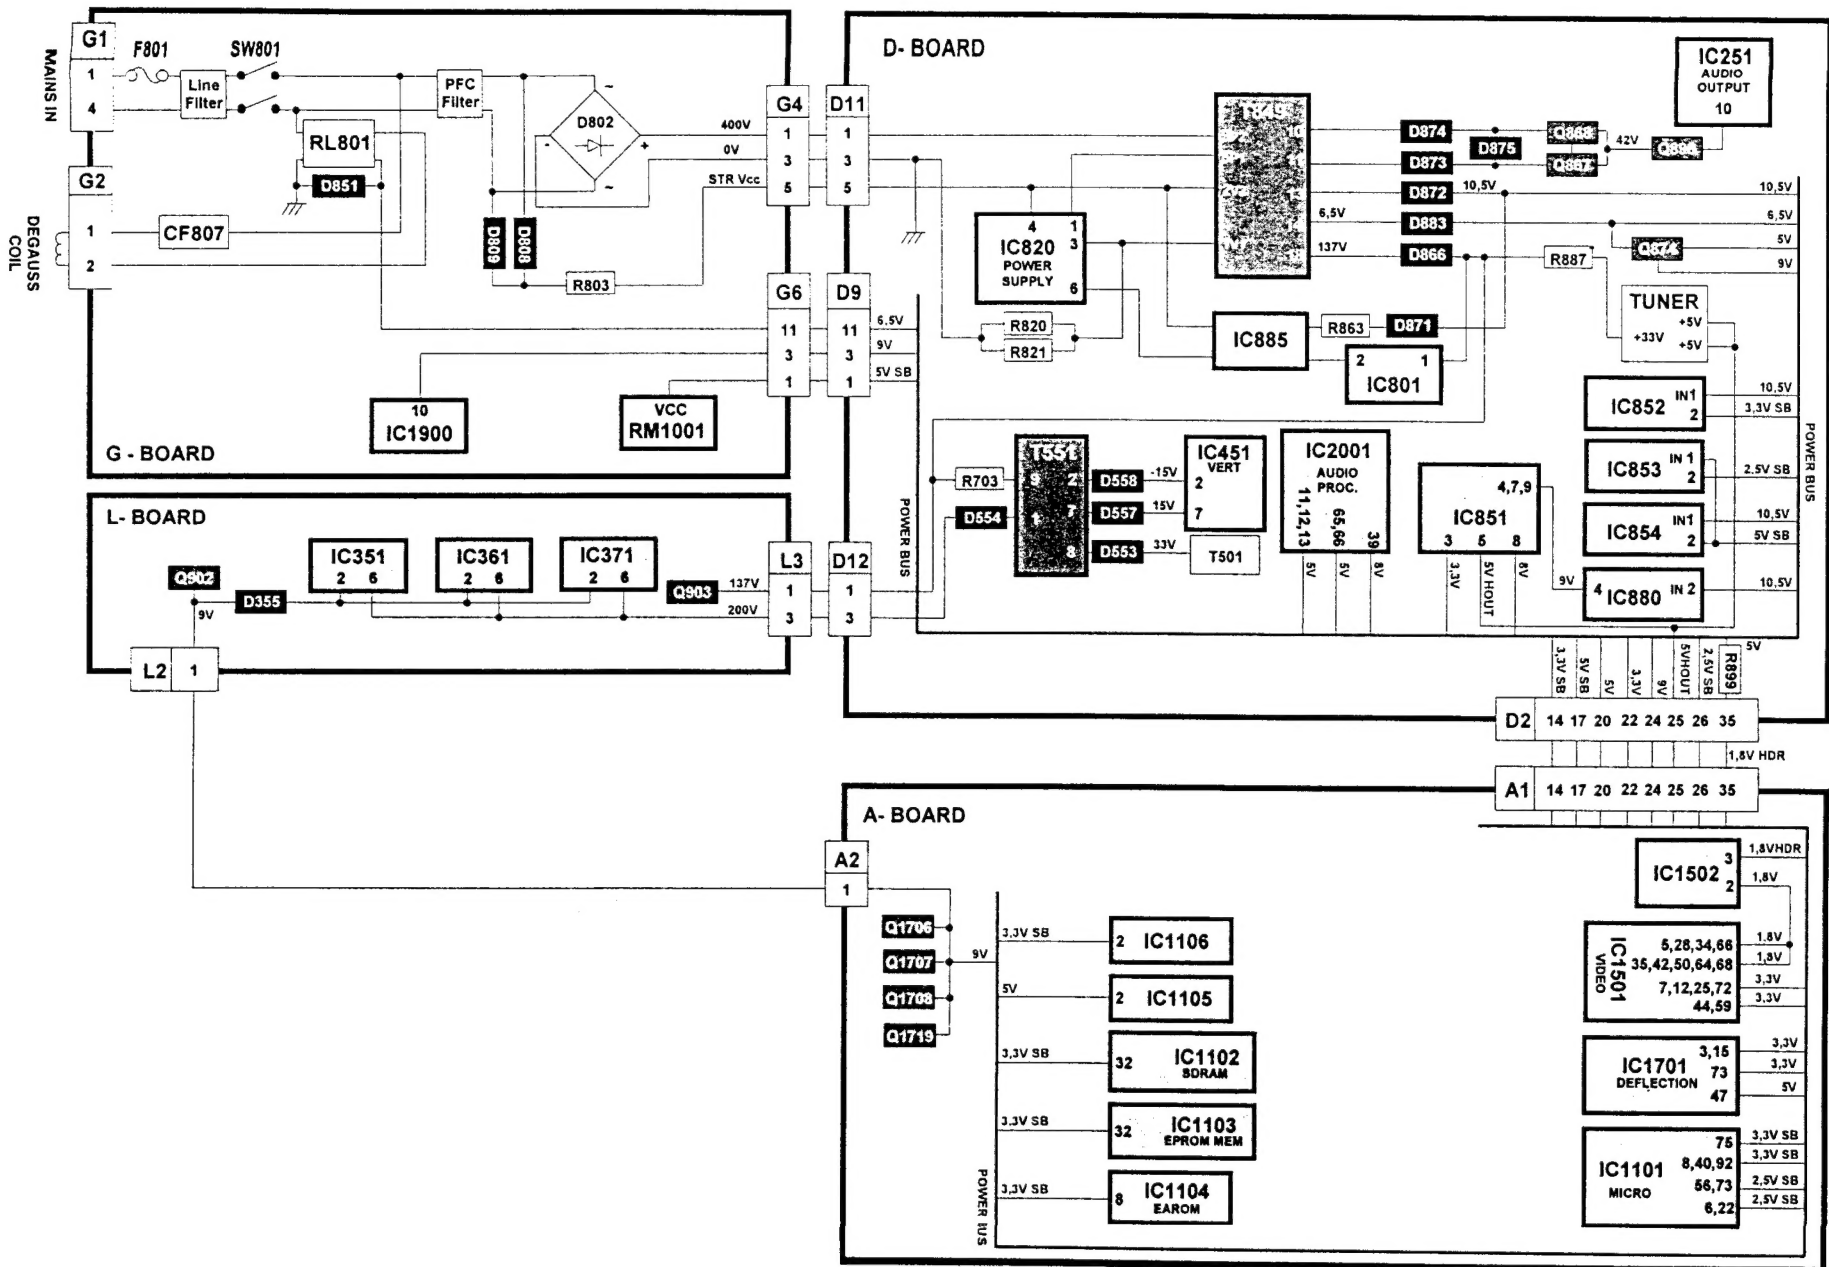 G1
1
4
MAINS IN
F801
Line
Filter
SW801
RL801
D851
G2
1
2
DEGAUSS
COIL
CF807
PFC
Filter
D802
~
~
-
+
D809
D808
R803
400V
0V
STR Vcc
G4
1
3
5
G6
11
3
1
10
IC1900
VCC
RM1001
G - BOARD
D11
1
3
5
D9
11
3
1
6,5V
9V
5V SB
D- BOARD
IC251
AUDIO
OUTPUT
10
D874
D875
D873
D872
D883
D866
42V
10,5V
6,5V
137V
R887
10,5V
6,5V
5V
9V
4
1
IC820
3
POWER
SUPPLY
6
R820
R821
IC885
R863
D871
2
1
IC801
TUNER
+5V
+33V
+5V
IC852
IN1
2
10,5V
3,3V SB
IC853
IN 1
2
2.5V SB
IC854
IN1
2
10,5V
5V SB
IC880
4
IN 2
9V
10,5V
POWER BUS
POWER BUS
R703
D554
T551
2
7
8
D558
D557
D553
-15V
15V
33V
IC451
VERT
2
7
T501
IC2001
AUDIO
PROC.
11,12,13
65,66
39
5V
5V
8V
4,7,9
IC851
3
5
8
3.3V
5V HOUT
8V
3,3V SB
5V SB
5V
3,3V
9V
5VHOUT
2,5V SB
R899
5V
D2
14 17 20 22 24 25 26 35
1,8V HDR
A1
14 17 20 22 24 25 26 35
L- BOARD
Q902
9V
D355
IC351
2 6
IC361
2 6
IC371
2 6
Q903
137V
200V
L3
1
3
D12
1
3
L2
1
A- BOARD
A2
1
Q1706
Q1707
Q1708
Q1719
9V
3,3V SB
2 IC1106
5V
2 IC1105
3,3V SB
32 IC1102
SDRAM
3.3V SB
32 IC1103
EPROM MEM
3,3V SB
8 IC1104
EAROM
POWER IUS
IC1502
3
2
1,8VHDR
1,8V
IC1501
VIDEO
5,28,34,66
35,42,50,64,68
7,12,25,72
44,59
1.8V
1,8V
3,3V
3,3V
IC1701
DEFLECTION
3,15
73
47
3,3V
3,3V
5V
IC1101
MICRO
75
8,40,92
56,73
6,22
3,3V SB
3,3V SB
2,5V SB
2,5V SB